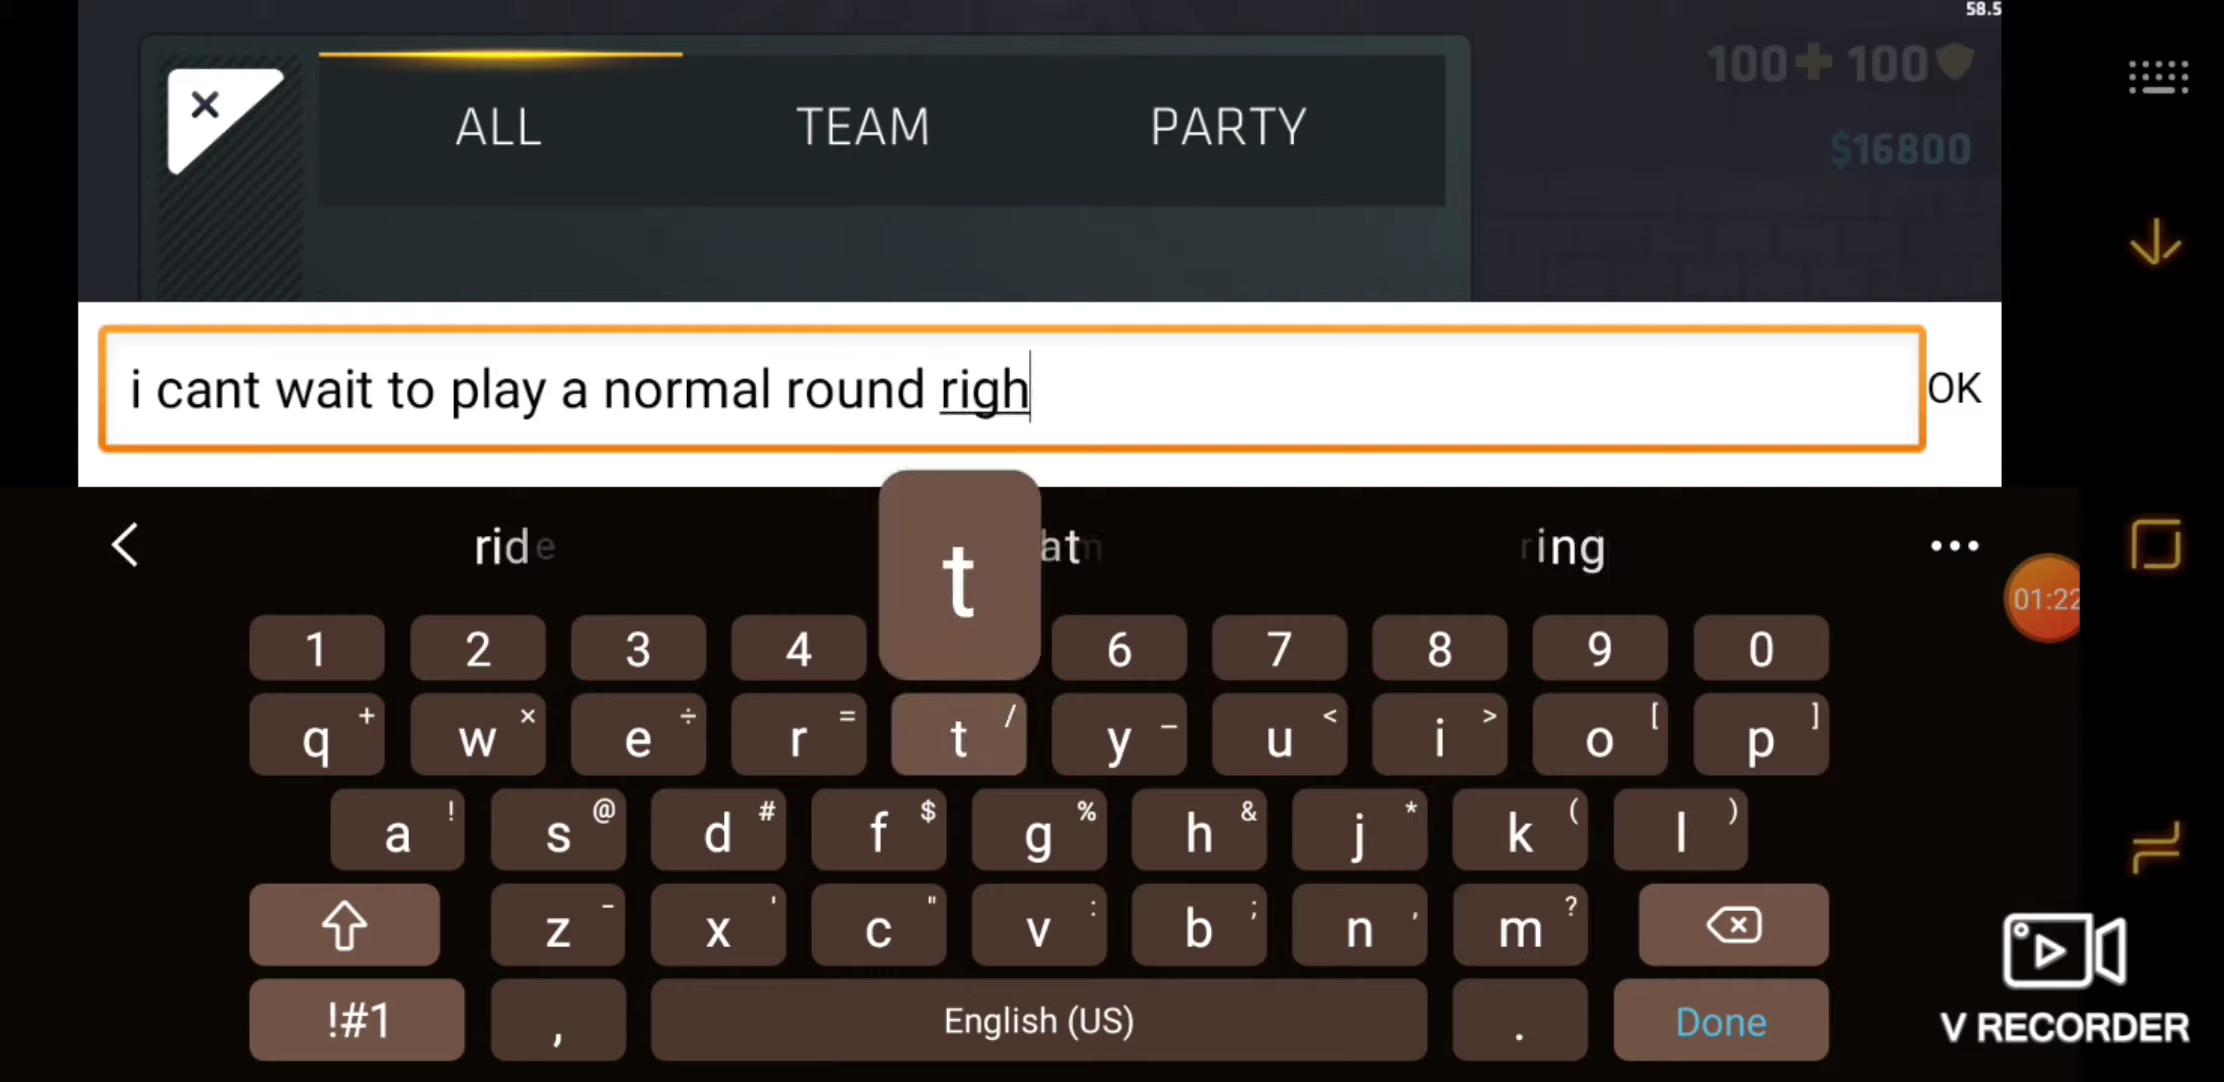 58.5
100 100
$16800
ALL TEAM PARTY
i cant wait to play a normal round righ
OK
ride at ring
t
01:22
1 2 3 4 6 7 8 9 0
q + w × e ÷ r = t / y _ u < i > o [ p ]
a ! s @ d # f $ g % h & j * k ( l )
z - x ' c " v : b ; n , m ?
!#1 , English (US) . Done
V RECORDER